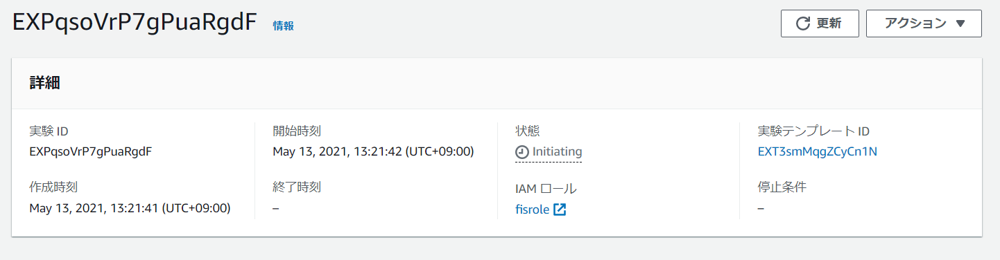 EXPqsoVrP7gPuaRgdF 情報 更新 アクション
詳細
実験 ID 開始時刻 状態 実験テンプレート ID
EXPqsoVrP7gPuaRgdF May 13, 2021, 13:21:42 (UTC+09:00) Initiating EXT3smMqgZCyCn1N
作成時刻 終了時刻 IAM ロール 停止条件
May 13, 2021, 13:21:41 (UTC+09:00) – fisrole –